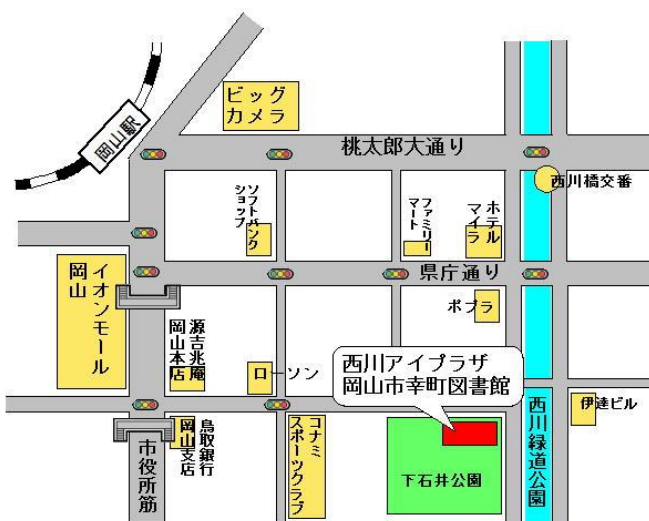 岡山駅
ビッグ
カメラ
桃太郎大通り
西川橋交番
ソフトバンク
ショップ
ファミリー
マート
ホテル
マイラ
県庁通り
イオンモール
岡山
ポプラ
源吉兆庵
岡山本店
ローソン
西川アイプラザ
岡山市幸町図書館
伊達ビル
西川緑道公園
鳥取銀行
岡山支店
コナミ
スポーツクラブ
下石井公園
市役所筋